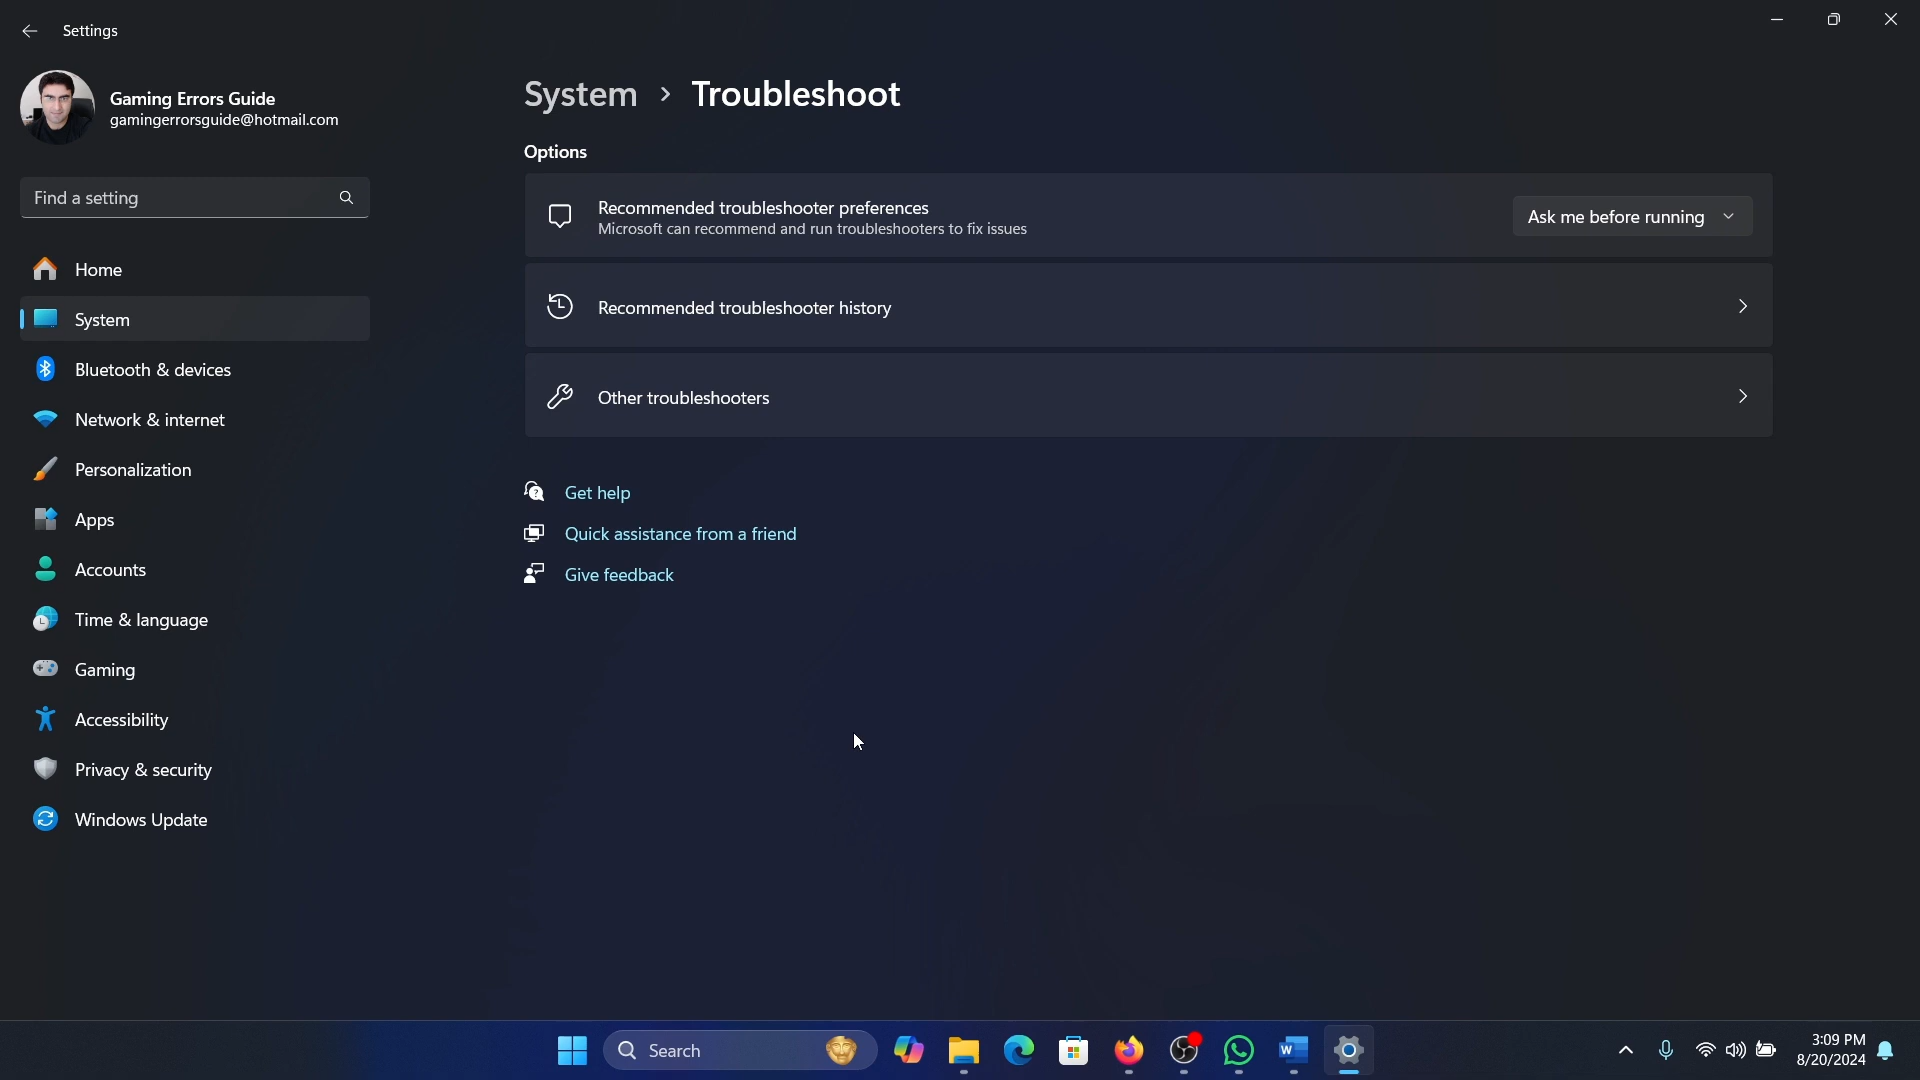 Settings
Gaming Errors Guide
gamingerrorsguide@hotmail.com
Find a setting
Home
System
Bluetooth & devices
Network & internet
Personalization
Apps
Accounts
Time & language
Gaming
Accessibility
Privacy & security
Windows Update
System > Troubleshoot
Options
Recommended troubleshooter preferences
Microsoft can recommend and run troubleshooters to fix issues
Ask me before running
Recommended troubleshooter history
Other troubleshooters
Get help
Quick assistance from a friend
Give feedback
Search
3:09 PM
8/20/2024